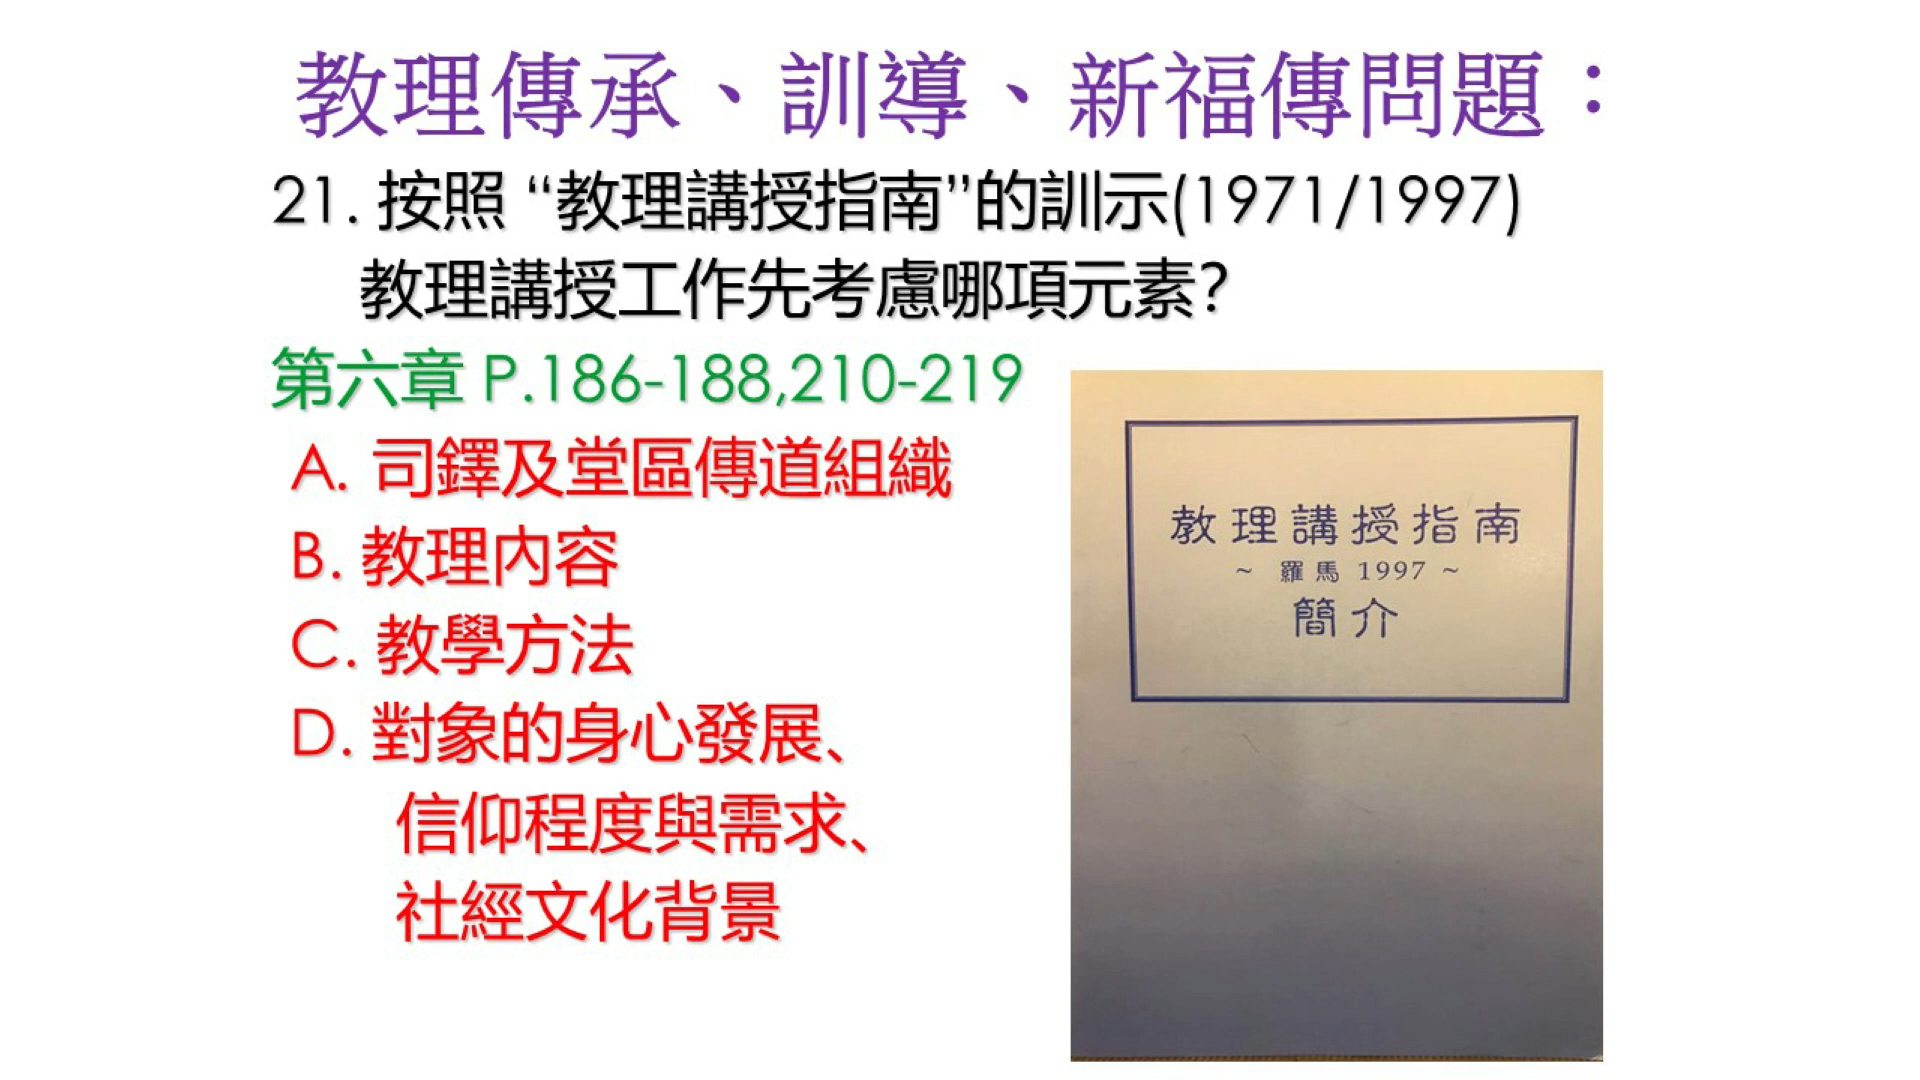 教理傳承、訓導、新福傳問題：
21. 按照 “教理講授指南”的訓示(1971/1997)
教理講授工作先考慮哪項元素？
第六章 P.186-188,210-219
A. 司鐸及堂區傳道組織
B. 教理內容
C. 教學方法
D. 對象的身心發展、
信仰程度與需求、
社經文化背景
教理講授指南
~ 羅馬 1997 ~
簡介